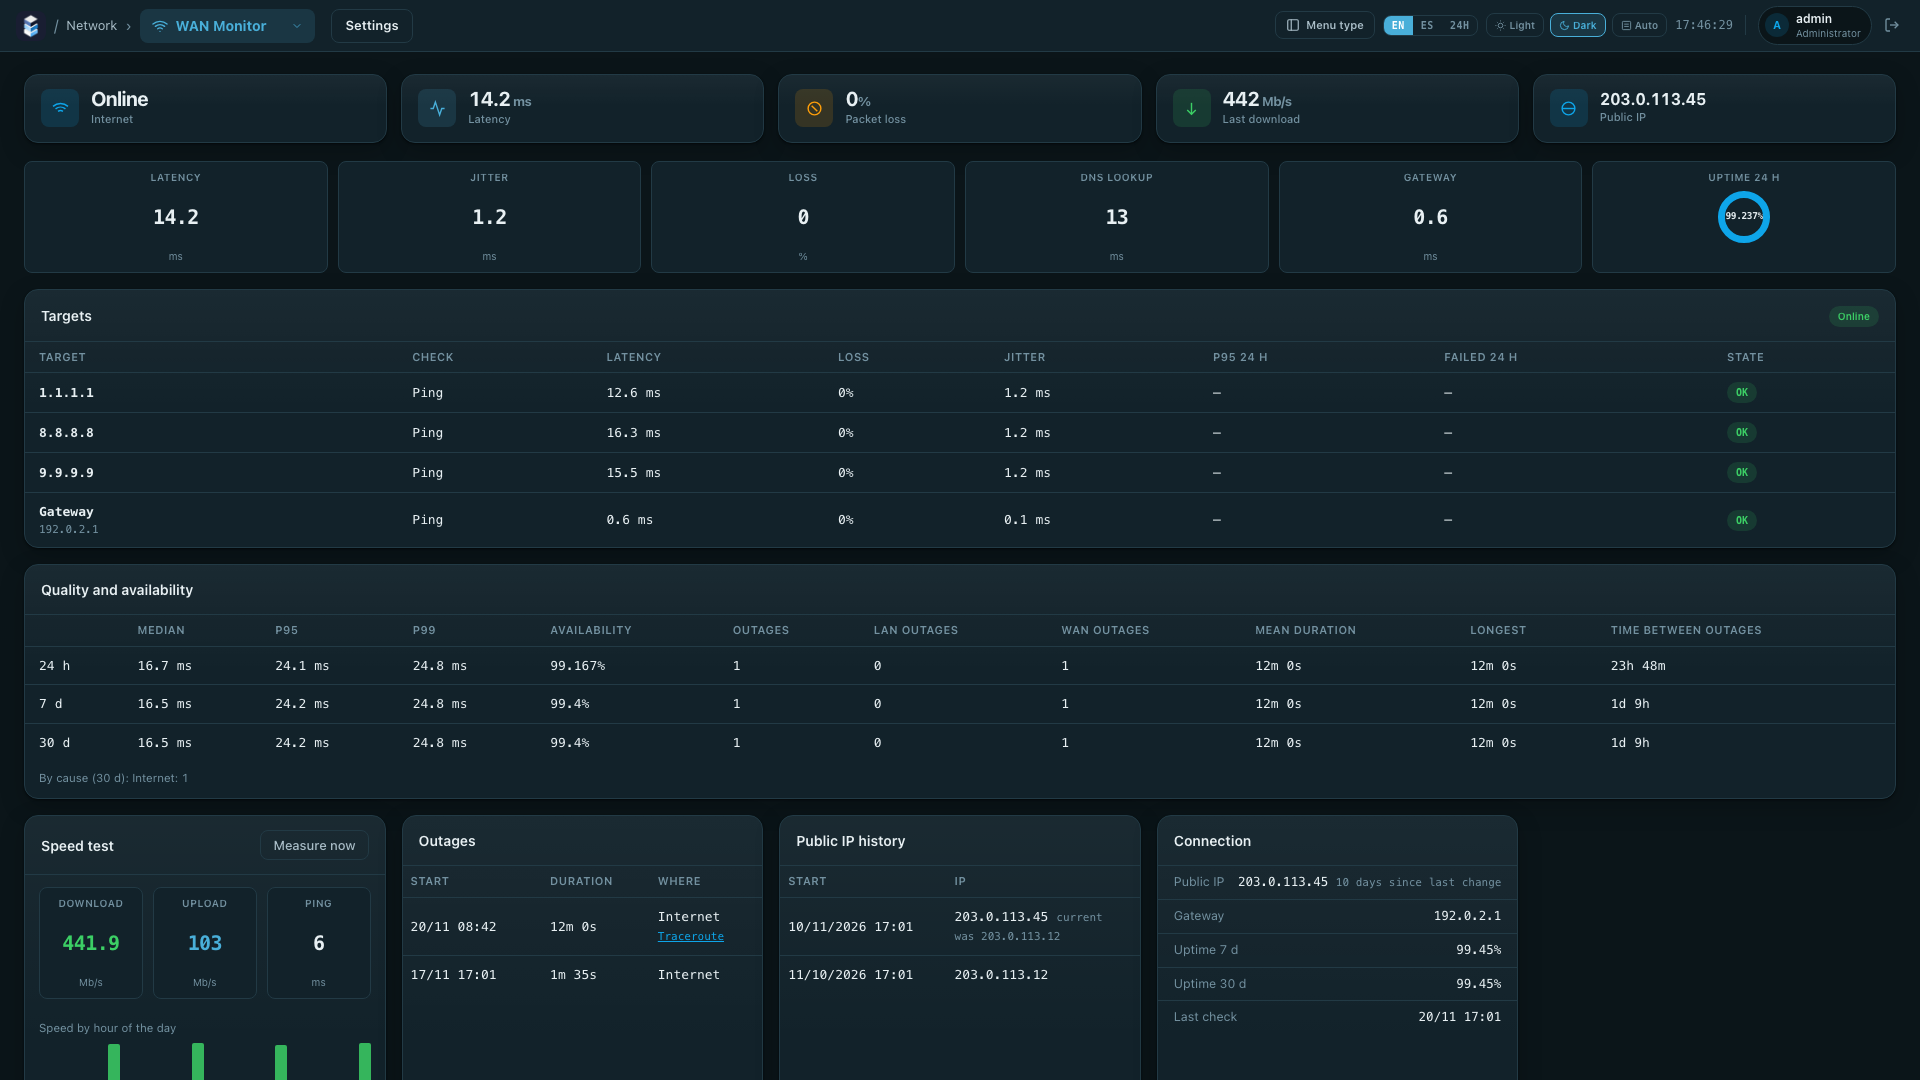 / Network › WAN Monitor Settings Menu type EN ES 24H Light Dark Auto 17:46:29 A admin
Administrator
Online
Internet
14.2 ms
Latency
0%
Packet loss
442 Mb/s
Last download
203.0.113.45
Public IP
LATENCY
14.2
ms
JITTER
1.2
ms
LOSS
0
%
DNS LOOKUP
13
ms
GATEWAY
0.6
ms
UPTIME 24 H
99.237%
Targets Online
TARGET CHECK LATENCY LOSS JITTER P95 24 H FAILED 24 H STATE
1.1.1.1 Ping 12.6 ms 0% 1.2 ms — — OK
8.8.8.8 Ping 16.3 ms 0% 1.2 ms — — OK
9.9.9.9 Ping 15.5 ms 0% 1.2 ms — — OK
Gateway Ping 0.6 ms 0% 0.1 ms — — OK
192.0.2.1
Quality and availability
MEDIAN P95 P99 AVAILABILITY OUTAGES LAN OUTAGES WAN OUTAGES MEAN DURATION LONGEST TIME BETWEEN OUTAGES
24 h 16.7 ms 24.1 ms 24.8 ms 99.167% 1 0 1 12m 0s 12m 0s 23h 48m
7 d 16.5 ms 24.2 ms 24.8 ms 99.4% 1 0 1 12m 0s 12m 0s 1d 9h
30 d 16.5 ms 24.2 ms 24.8 ms 99.4% 1 0 1 12m 0s 12m 0s 1d 9h
By cause (30 d): Internet: 1
Speed test Measure now
DOWNLOAD
441.9
Mb/s
UPLOAD
103
Mb/s
PING
6
ms
Speed by hour of the day
Outages
START DURATION WHERE
20/11 08:42 12m 0s Internet
Traceroute
17/11 17:01 1m 35s Internet
Public IP history
START IP
10/11/2026 17:01 203.0.113.45 current
was 203.0.113.12
11/10/2026 17:01 203.0.113.12
Connection
Public IP 203.0.113.45 10 days since last change
Gateway 192.0.2.1
Uptime 7 d 99.45%
Uptime 30 d 99.45%
Last check 20/11 17:01